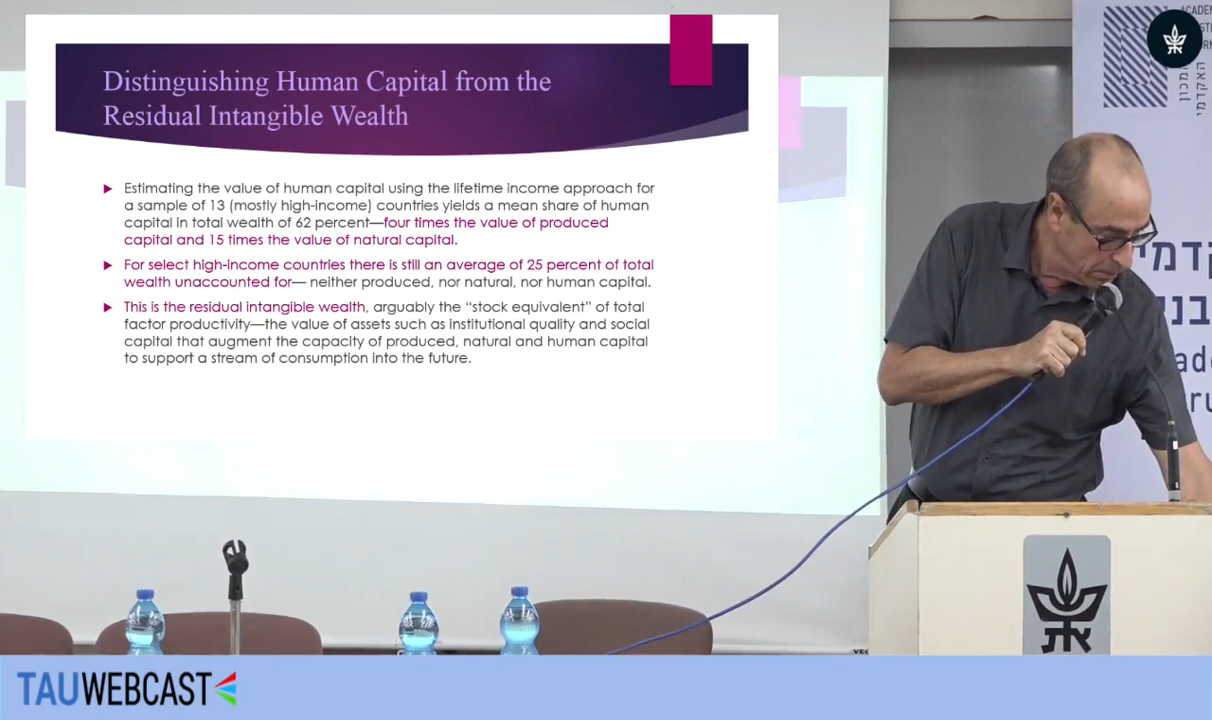 Distinguishing Human Capital from the
Residual Intangible Wealth
Estimating the value of human capital using the lifetime income approach for
a sample of 13 (mostly high-income) countries yields a mean share of human
capital in total wealth of 62 percent—four times the value of produced
capital and 15 times the value of natural capital.
For select high-income countries there is still an average of 25 percent of total
wealth unaccounted for— neither produced, nor natural, nor human capital.
This is the residual intangible wealth, arguably the “stock equivalent” of total
factor productivity—the value of assets such as institutional quality and social
capital that augment the capacity of produced, natural and human capital
to support a stream of consumption into the future.
המכון
האקדמי
TAUWEBCAST